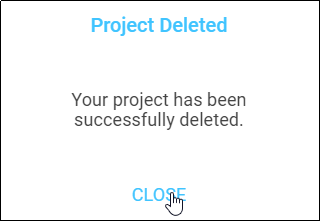 Project Deleted
Your project has been
successfully deleted.
CLOSE